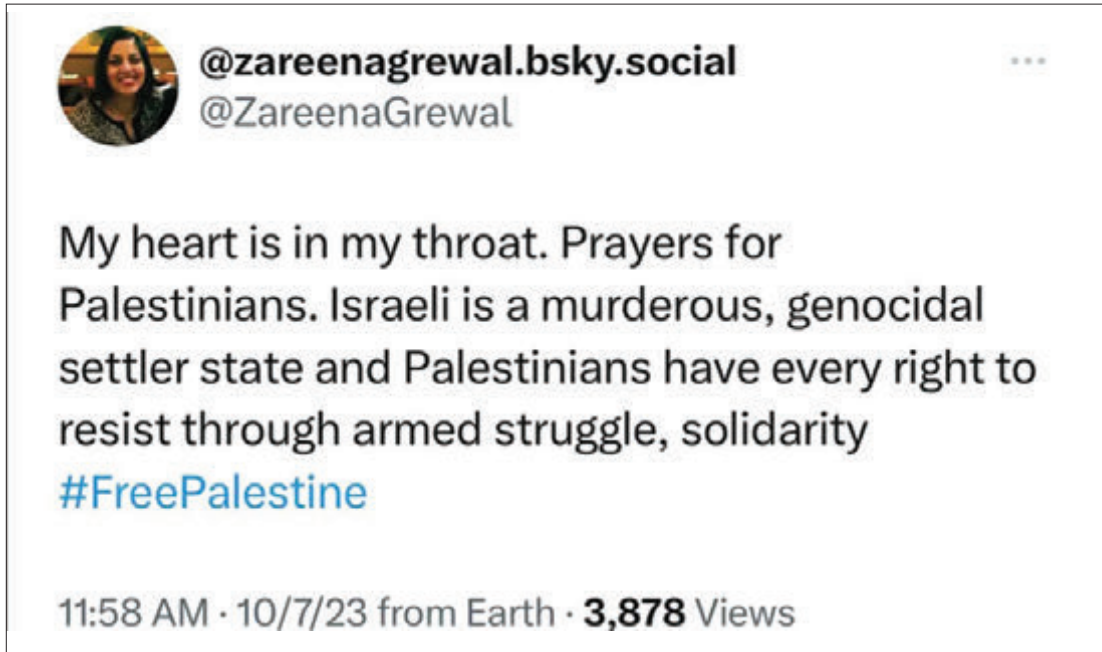 @zareenagrewal.bsky.social
@ZareenaGrewal
My heart is in my throat. Prayers for
Palestinians. Israeli is a murderous, genocidal
settler state and Palestinians have every right to
resist through armed struggle, solidarity
#FreePalestine
11:58 AM · 10/7/23 from Earth · 3,878 Views